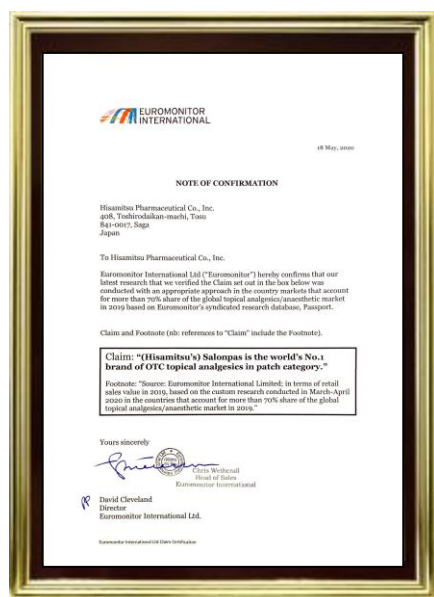 EUROMONITOR
INTERNATIONAL
18 May, 2020
NOTE OF CONFIRMATION
Hisamitsu Pharmaceutical Co., Inc.
408, Toshirodaikan-machi, Tosu
841-0017, Saga
Japan
To Hisamitsu Pharmaceutical Co., Inc.
Euromonitor International Ltd ("Euromonitor") hereby confirms that our
latest research that we verified the Claim set out in the box below was
conducted with an appropriate approach in the country markets that account
for more than 70% share of the global topical analgesics/anaesthetic market
in 2019 based on Euromonitor's syndicated research database, Passport.
Claim and Footnote (nb: references to "Claim" include the Footnote).
Claim: "(Hisamitsu's) Salonpas is the world's No.1
brand of OTC topical analgesics in patch category."
Footnote: "Source: Euromonitor International Limited; in terms of retail
sales value in 2019, based on the custom research conducted in March-April
2020 in the countries that account for more than 70% share of the global
topical analgesics/anaesthetic market in 2019."
Yours sincerely
Chris Wetherall
Head of Sales
Euromonitor International
David Cleveland
Director
Euromonitor International Ltd.
Euromonitor International Ltd Claim Certification